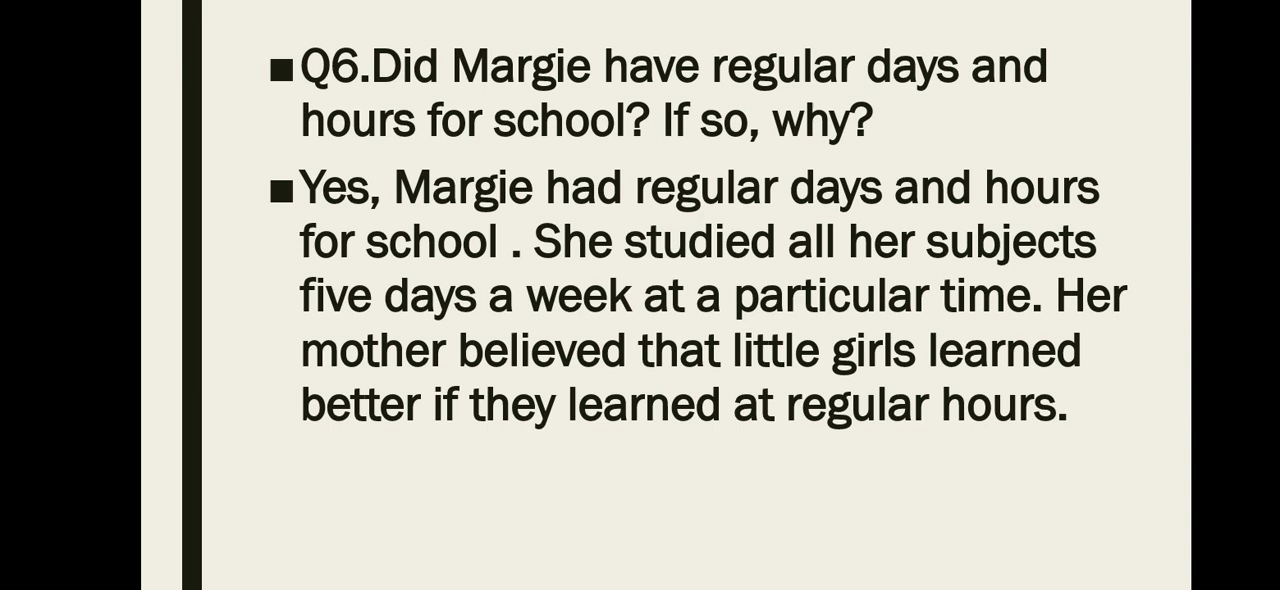 ■Q6.Did Margie have regular days and
hours for school? If so, why?
■Yes, Margie had regular days and hours
for school . She studied all her subjects
five days a week at a particular time. Her
mother believed that little girls learned
better if they learned at regular hours.